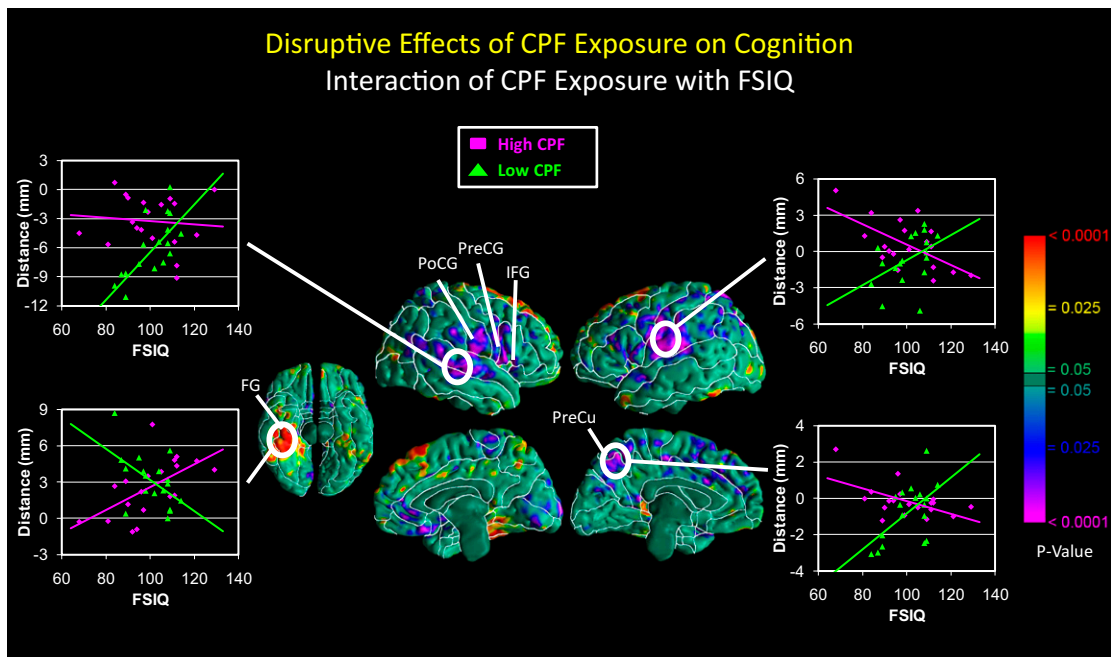 Disruptive Effects of CPF Exposure on Cognition
Interaction of CPF Exposure with FSIQ
High CPF
Low CPF
3
0
-3
-6
-9
-12
Distance (mm)
60 80 100 120 140
FSIQ
PoCG
PreCG
IFG
6
3
0
-3
-6
Distance (mm)
60 80 100 120 140
FSIQ
FG
9
6
3
0
-3
Distance (mm)
60 80 100 120 140
FSIQ
PreCu
4
2
0
-2
-4
Distance (mm)
60 80 100 120 140
FSIQ
< 0.0001
= 0.025
= 0.05
= 0.05
= 0.025
< 0.0001
P-Value